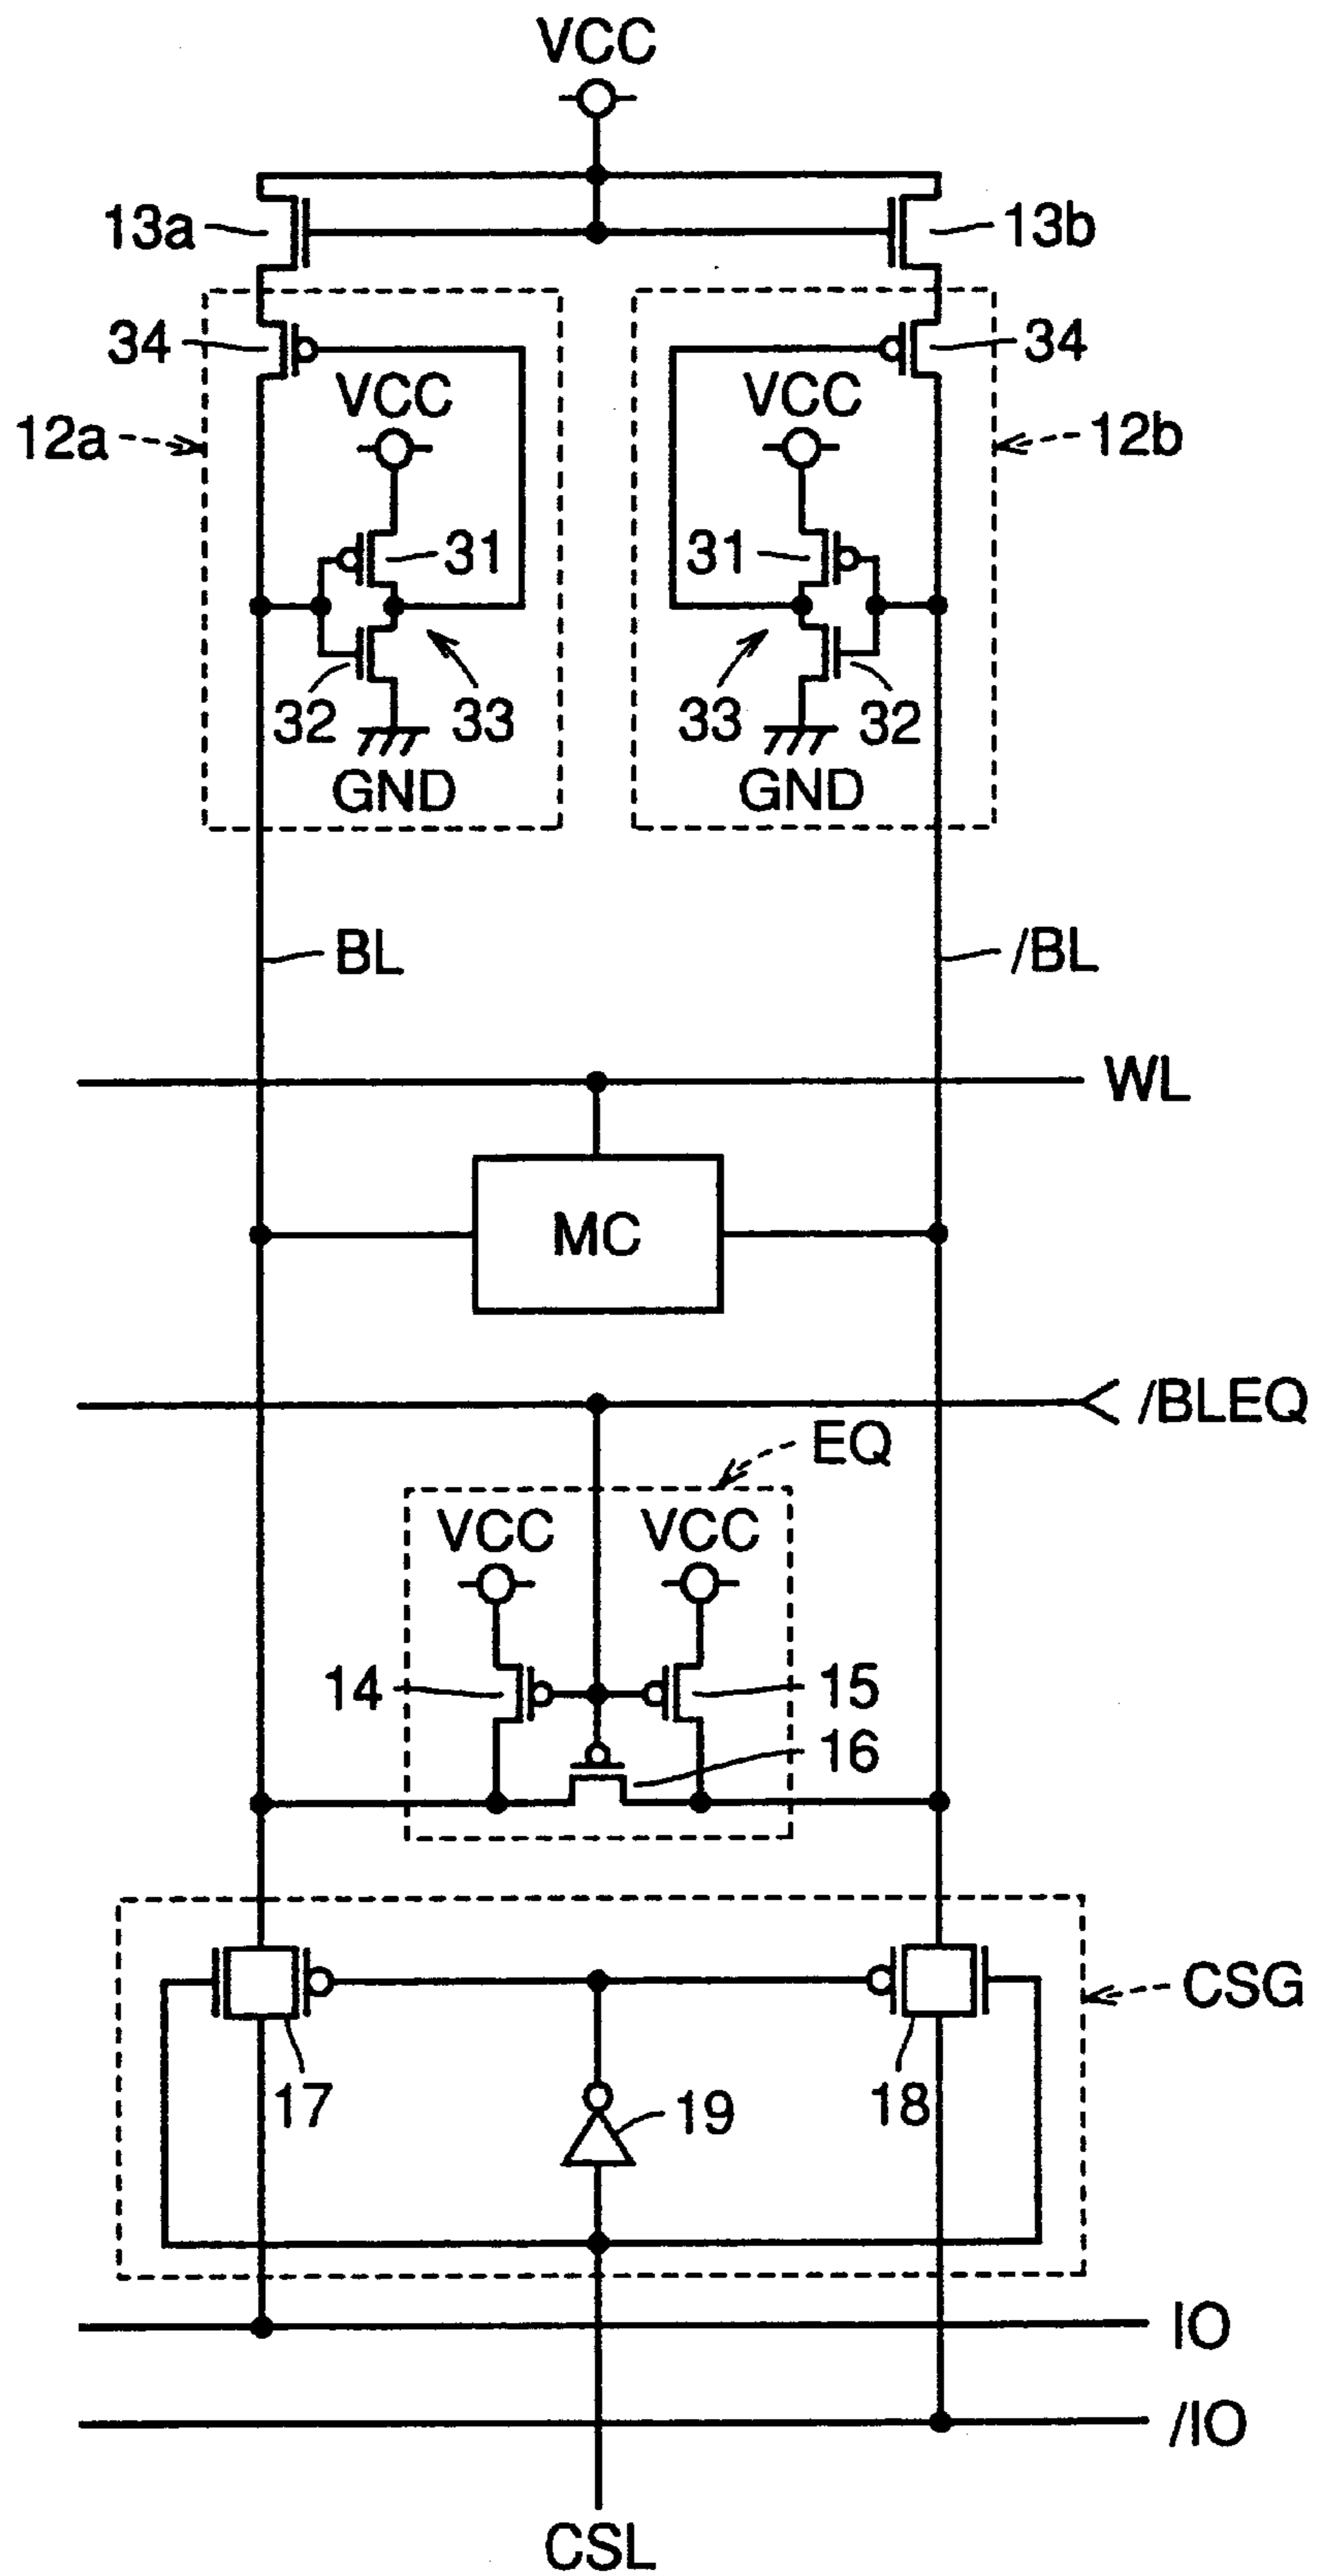 VCC
13a
13b
34
34
VCC
VCC
12a
12b
31
31
32
33
33
32
GND
GND
BL
/BL
WL
MC
/BLEQ
EQ
VCC
VCC
14
15
16
CSG
17
18
19
IO
/IO
CSL